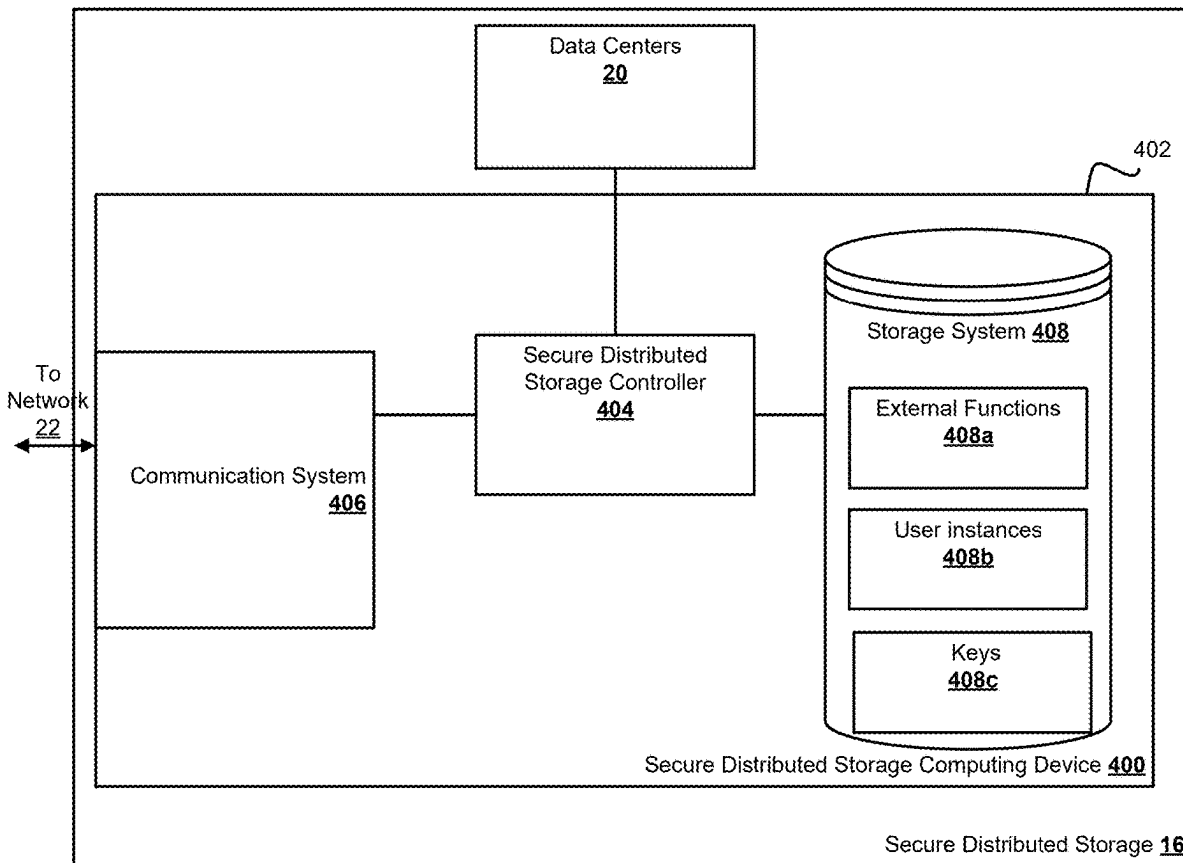 Data Centers
20
402
Storage System 408
Secure Distributed
Storage Controller
404
External Functions
408a
To
Network
22
Communication System
406
User instances
408b
Keys
408c
Secure Distributed Storage Computing Device 400
Secure Distributed Storage 16